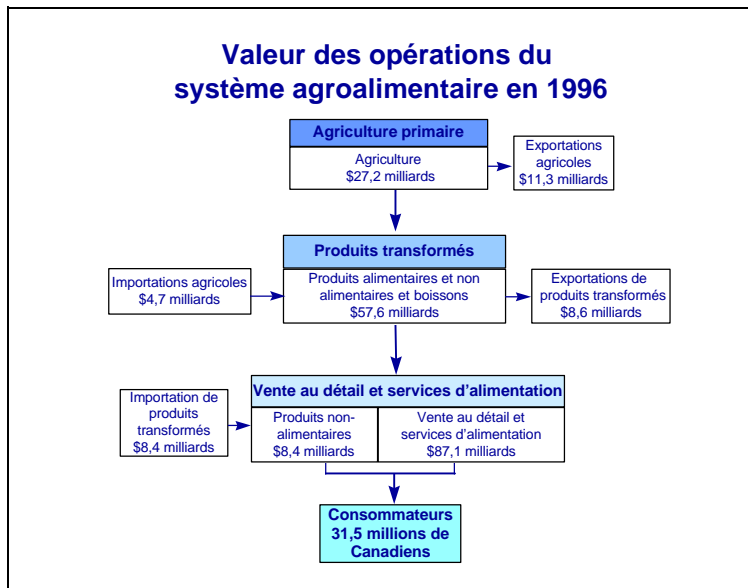 Valeur des opérations du
système agroalimentaire en 1996
Agriculture primaire
Agriculture
$27,2 milliards
Exportations
agricoles
$11,3 milliards
Produits transformés
Importations agricoles
$4,7 milliards
Produits alimentaires et non
alimentaires et boissons
$57,6 milliards
Exportations de
produits transformés
$8,6 milliards
Vente au détail et services d'alimentation
Importation de
produits
transformés
$8,4 milliards
Produits non-
alimentaires
$8,4 milliards
Vente au détail et
services d'alimentation
$87,1 milliards
Consommateurs
31,5 millions de
Canadiens